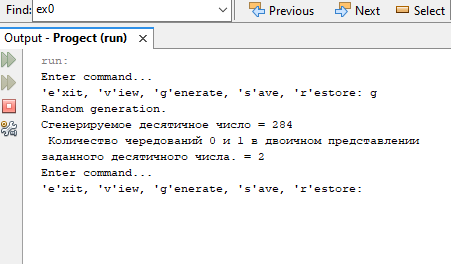 Find: ex0 Previous Next Select
Output - Progect (run) ×
run:
Enter command...
'e'xit, 'v'iew, 'g'enerate, 's'ave, 'r'estore: g
Random generation.
Сгенерируемое десятичное число = 284
Количество чередований 0 и 1 в двоичном представлении
заданного десятичного числа. = 2
Enter command...
'e'xit, 'v'iew, 'g'enerate, 's'ave, 'r'estore: